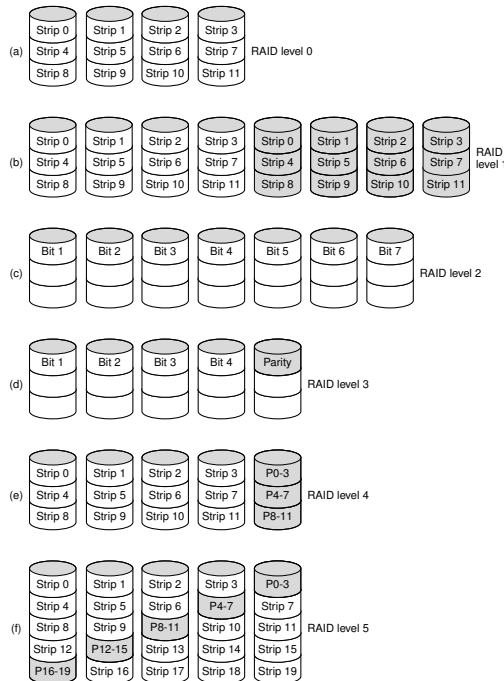 Strip 0 Strip 1 Strip 2 Strip 3
(a) Strip 4 Strip 5 Strip 6 Strip 7 RAID level 0
Strip 8 Strip 9 Strip 10 Strip 11
Strip 0 Strip 1 Strip 2 Strip 3 Strip 0 Strip 1 Strip 2 Strip 3
(b) Strip 4 Strip 5 Strip 6 Strip 7 Strip 4 Strip 5 Strip 6 Strip 7 RAID level 1
Strip 8 Strip 9 Strip 10 Strip 11 Strip 8 Strip 9 Strip 10 Strip 11
Bit 1 Bit 2 Bit 3 Bit 4 Bit 5 Bit 6 Bit 7
(c) RAID level 2
Bit 1 Bit 2 Bit 3 Bit 4 Parity
(d) RAID level 3
Strip 0 Strip 1 Strip 2 Strip 3 P0-3
(e) Strip 4 Strip 5 Strip 6 Strip 7 P4-7 RAID level 4
Strip 8 Strip 9 Strip 10 Strip 11 P8-11
Strip 0 Strip 1 Strip 2 Strip 3 P0-3
Strip 4 Strip 5 Strip 6 P4-7 Strip 7
(f) Strip 8 Strip 9 P8-11 Strip 10 Strip 11 RAID level 5
Strip 12 P12-15 Strip 13 Strip 14 Strip 15
P16-19 Strip 16 Strip 17 Strip 18 Strip 19